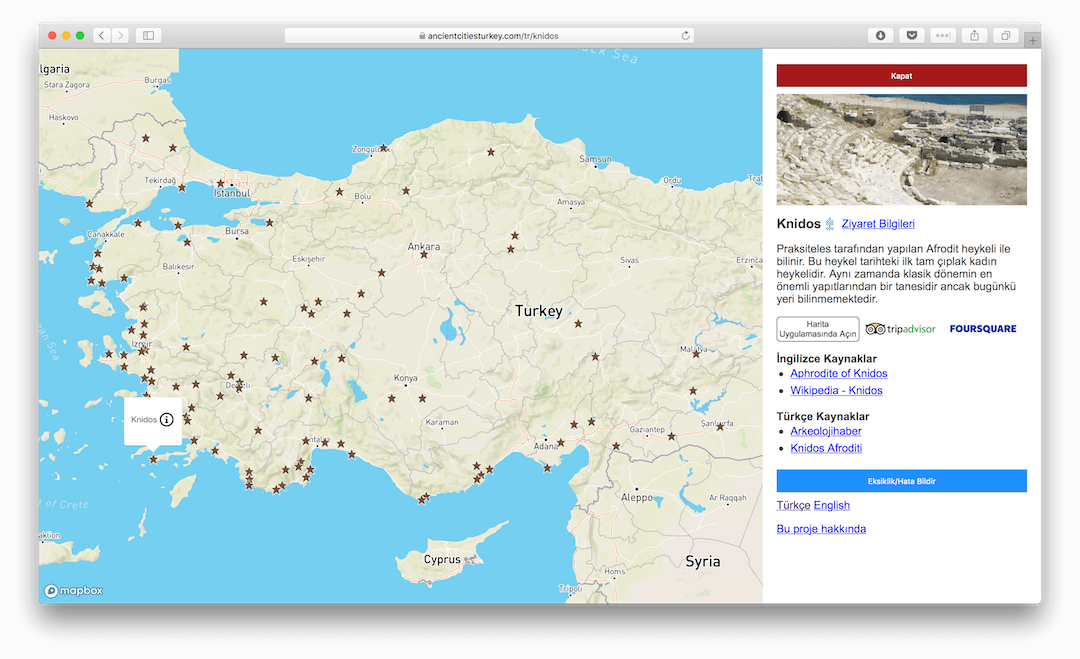 ancientcitiesturkey.com/tr/knidos
lgaria
Stara Zagora
Burgas
Haskovo
Tekirdağ
İstanbul
Zonguldak
Bolu
Samsun
Ordu
Amasya
Çanakkale
Bursa
Balıkesir
Eskişehir
Ankara
Sivas
Erzinca
Turkey
İzmir
Denizli
Konya
Karaman
Malatya
Knidos
Antalya
Adana
Gaziantep
Şanlıurfa
Aleppo
Ar Raqqah
of Crete
aklion
Cyprus
Syria
Homs
Tripoli
mapbox
Kapat
Knidos Ziyaret Bilgileri
Praksiteles tarafından yapılan Afrodit heykeli ile
bilinir. Bu heykel tarihteki ilk tam çıplak kadın
heykelidir. Aynı zamanda klasik dönemin en
önemli yapıtlarından bir tanesidir ancak bugünkü
yeri bilinmemektedir.
Harita
Uygulamasında Açın
tripadvisor
FOURSQUARE
İngilizce Kaynaklar
Aphrodite of Knidos
Wikipedia - Knidos
Türkçe Kaynaklar
Arkeolojihaber
Knidos Afroditi
Eksiklik/Hata Bildir
Türkçe English
Bu proje hakkında